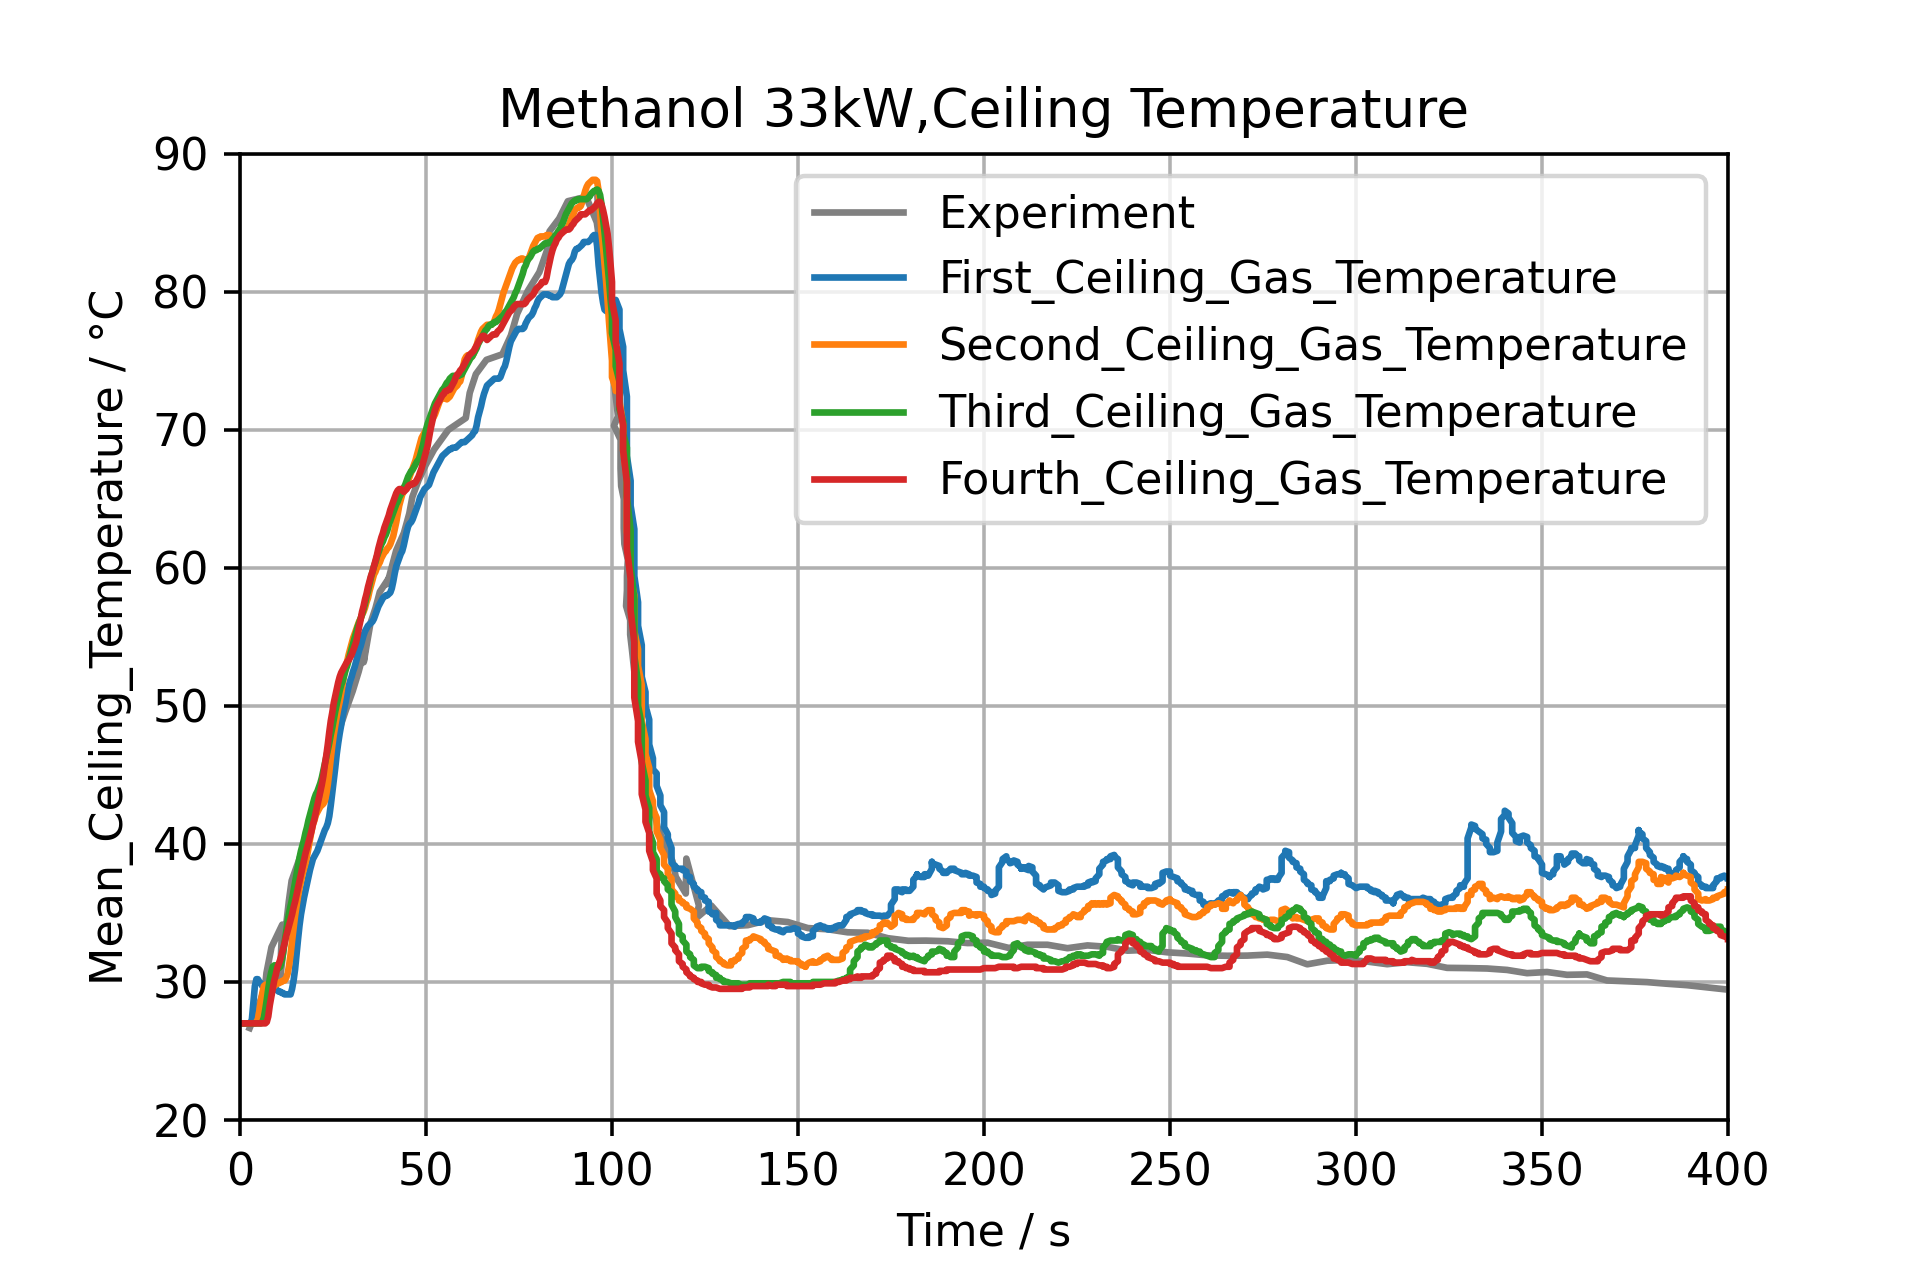 Methanol 33kW,Ceiling Temperature
Mean_Ceiling_Temperature / °C
90
80
70
60
50
40
30
20
Experiment
First_Ceiling_Gas_Temperature
Second_Ceiling_Gas_Temperature
Third_Ceiling_Gas_Temperature
Fourth_Ceiling_Gas_Temperature
0 50 100 150 200 250 300 350 400
Time / s